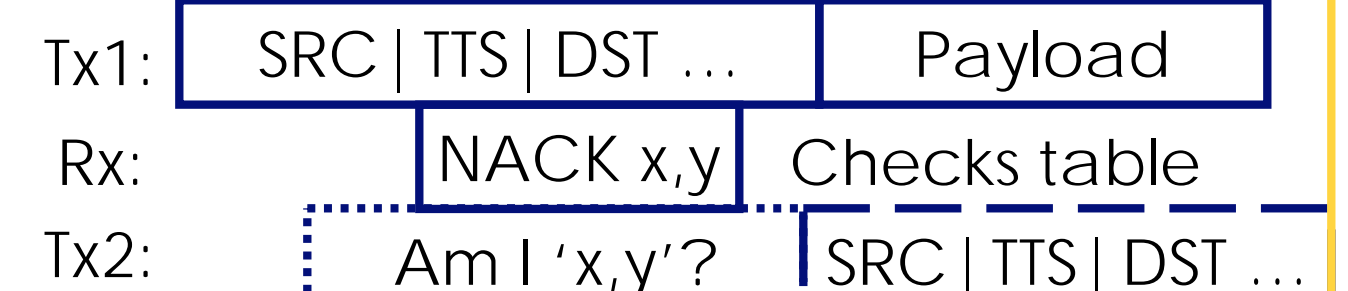 Tx1: SRC | TTS | DST … Payload
Rx: NACK x,y Checks table
Tx2: Am I ‘x,y’? SRC | TTS | DST …